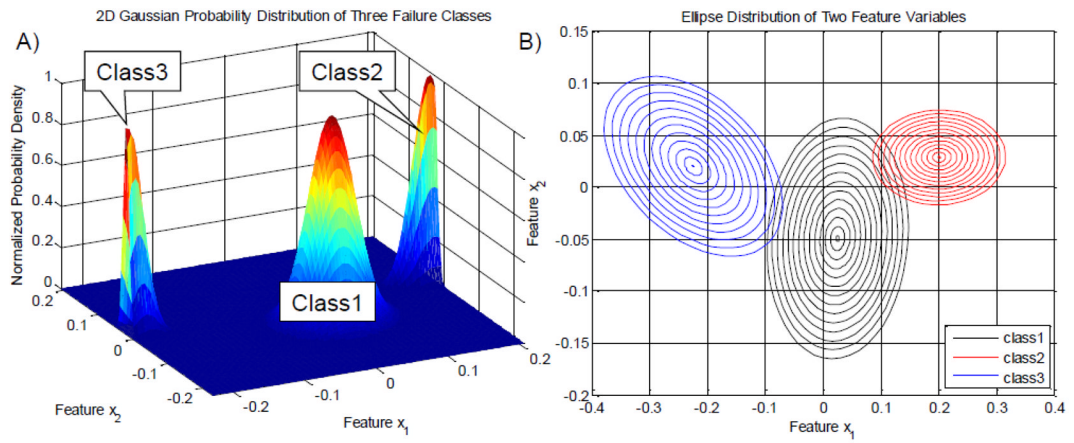 2D Gaussian Probability Distribution of Three Failure Classes
A)
Class3
Class2
Class1
Normalized Probability Density
1
0.8
0.6
0.4
0.2
0
0.2
0.1
0
-0.1
-0.2
Feature x2
-0.2
-0.1
0
0.1
0.2
Feature x1
Ellipse Distribution of Two Feature Variables
B)
0.15
0.1
0.05
0
-0.05
-0.1
-0.15
-0.2
Feature x2
-0.4
-0.3
-0.2
-0.1
0
0.1
0.2
0.3
0.4
Feature x1
class1
class2
class3